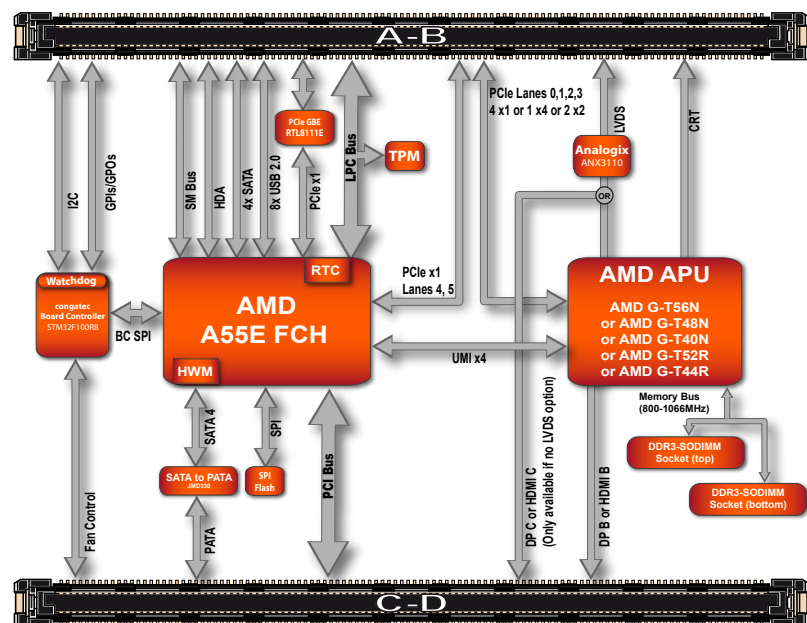 A-B
I2C
GPIs/GPOs
SM Bus
HDA
4x SATA
8x USB 2.0
PCIe GBE
RTL8111E
PCIe x1
LPC Bus
TPM
PCIe Lanes 0,1,2,3
4 x1 or 1 x4 or 2 x2
LVDS
Analogix
ANX3110
CRT
OR
Watchdog
congatec
Board Controller
STM32F100R8
BC SPI
RTC
AMD
A55E FCH
HWM
PCIe x1
Lanes 4, 5
UMI x4
AMD APU
AMD G-T56N
or AMD G-T48N
or AMD G-T40N
or AMD G-T52R
or AMD G-T44R
Memory Bus
(800-1066MHz)
DDR3-SODIMM
Socket (top)
DDR3-SODIMM
Socket (bottom)
SATA 4
SPI
SATA to PATA
JMD330
SPI
Flash
PCI Bus
Fan Control
PATA
DP C or HDMI C
(Only available if no LVDS option)
DP B or HDMI B
C-D